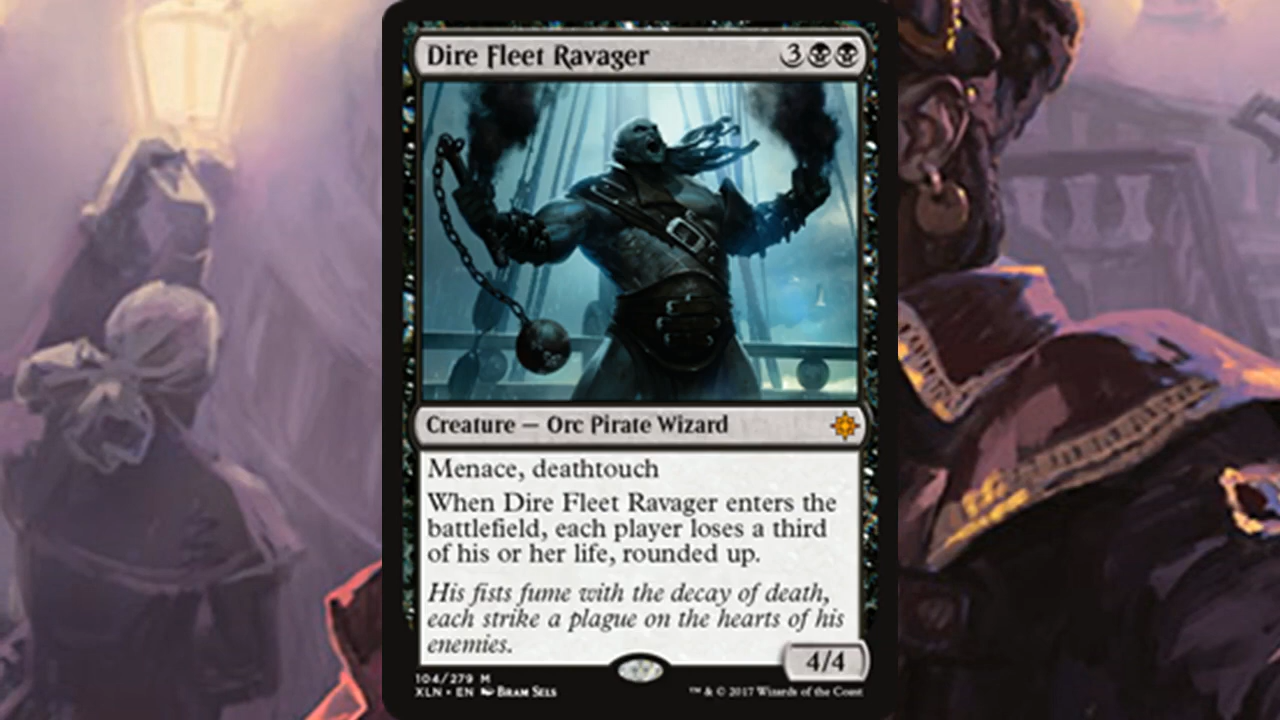 Dire Fleet Ravager 3
Creature — Orc Pirate Wizard
Menace, deathtouch
When Dire Fleet Ravager enters the
battlefield, each player loses a third
of his or her life, rounded up.
His fists fume with the decay of death,
each strike a plague on the hearts of his
enemies.
4/4
104/279 M
XLN • EN Bram Sels
™ & © 2017 Wizards of the Coast